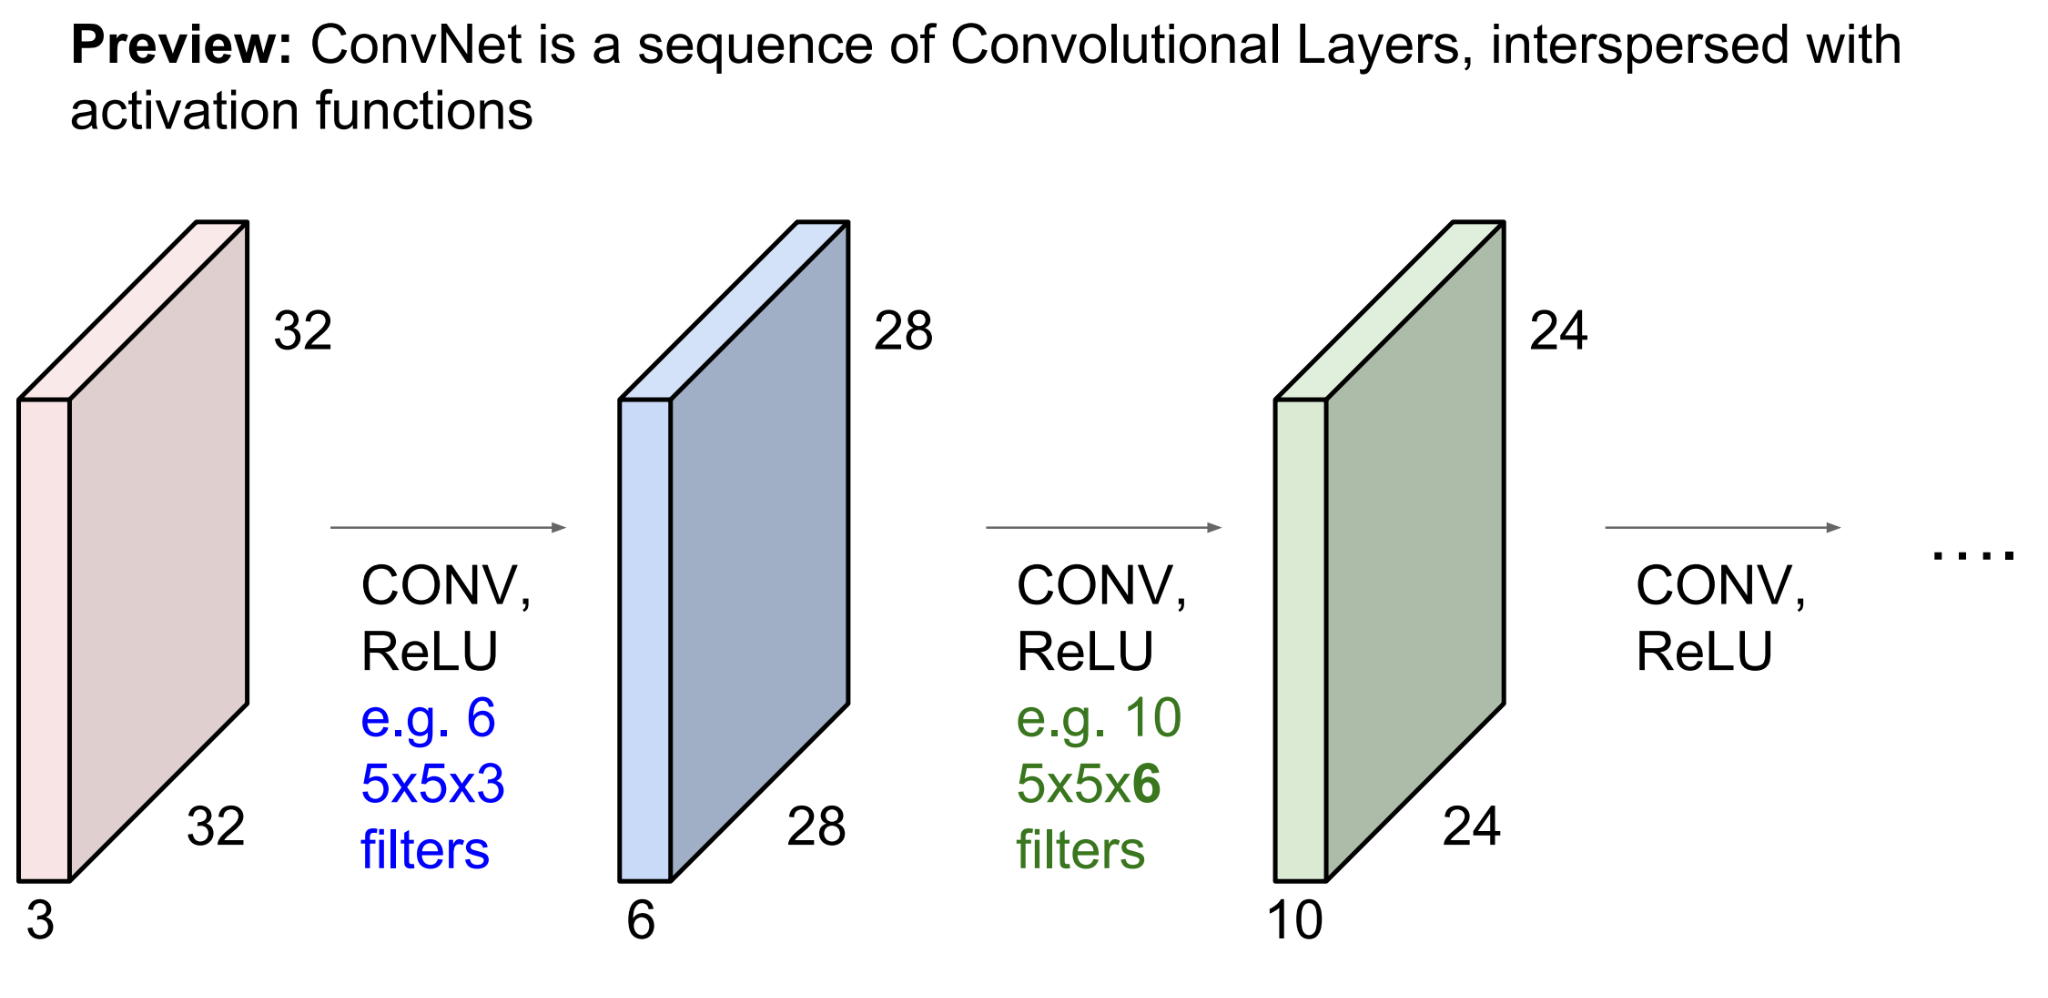 Preview: ConvNet is a sequence of Convolutional Layers, interspersed with
activation functions
32
32
3
CONV,
ReLU
e.g. 6
5x5x3
filters
28
28
6
CONV,
ReLU
e.g. 10
5x5x6
filters
24
24
10
CONV,
ReLU
....